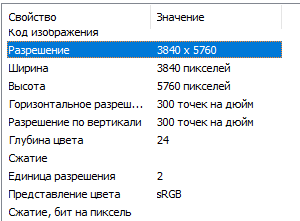 Свойство Значение
Код изображения
Разрешение 3840 x 5760
Ширина 3840 пикселей
Высота 5760 пикселей
Горизонтальное разреш... 300 точек на дюйм
Разрешение по вертикали 300 точек на дюйм
Глубина цвета 24
Сжатие
Единица разрешения 2
Представление цвета sRGB
Сжатие, бит на пиксель